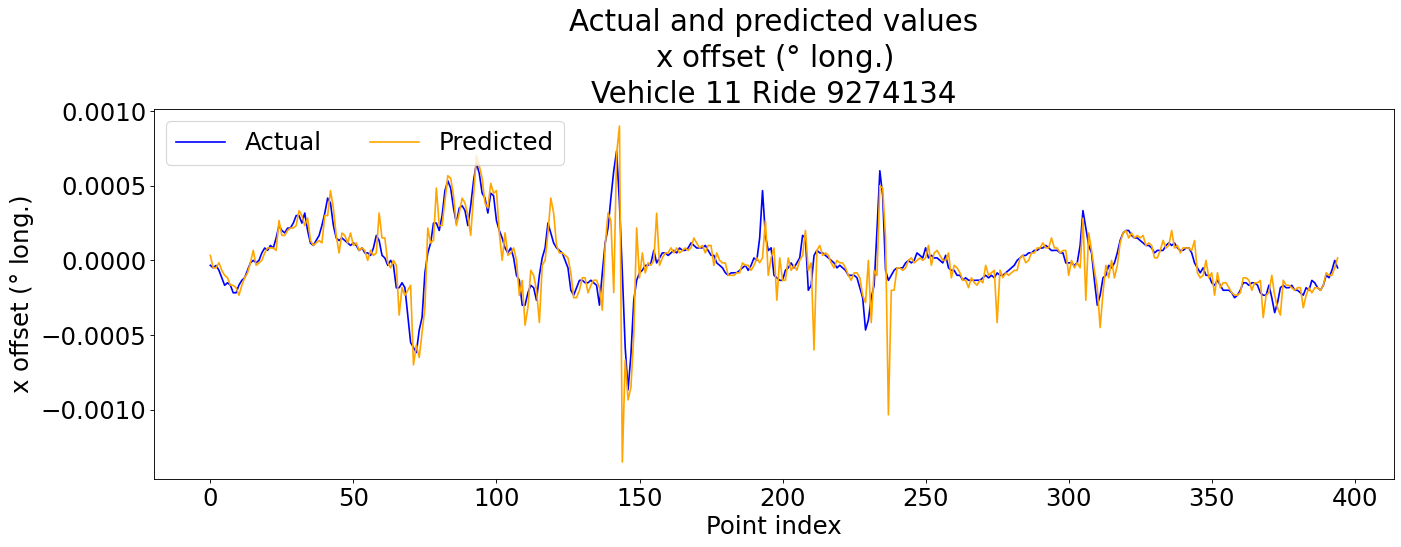 Actual and predicted values
x offset (° long.)
Vehicle 11 Ride 9274134
Actual
Predicted
x offset (° long.)
0.0010
0.0005
0.0000
−0.0005
−0.0010
0 50 100 150 200 250 300 350 400
Point index